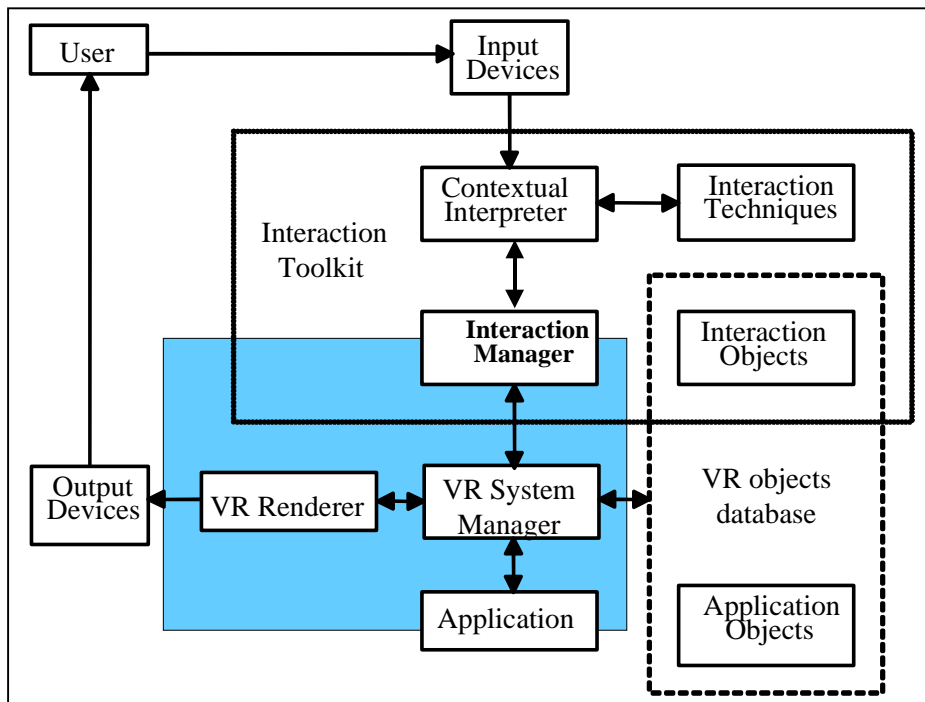 User
Input
Devices
Contextual
Interpreter
Interaction
Techniques
Interaction
Toolkit
Interaction
Manager
Interaction
Objects
Output
Devices
VR Renderer
VR System
Manager
VR objects
database
Application
Application
Objects